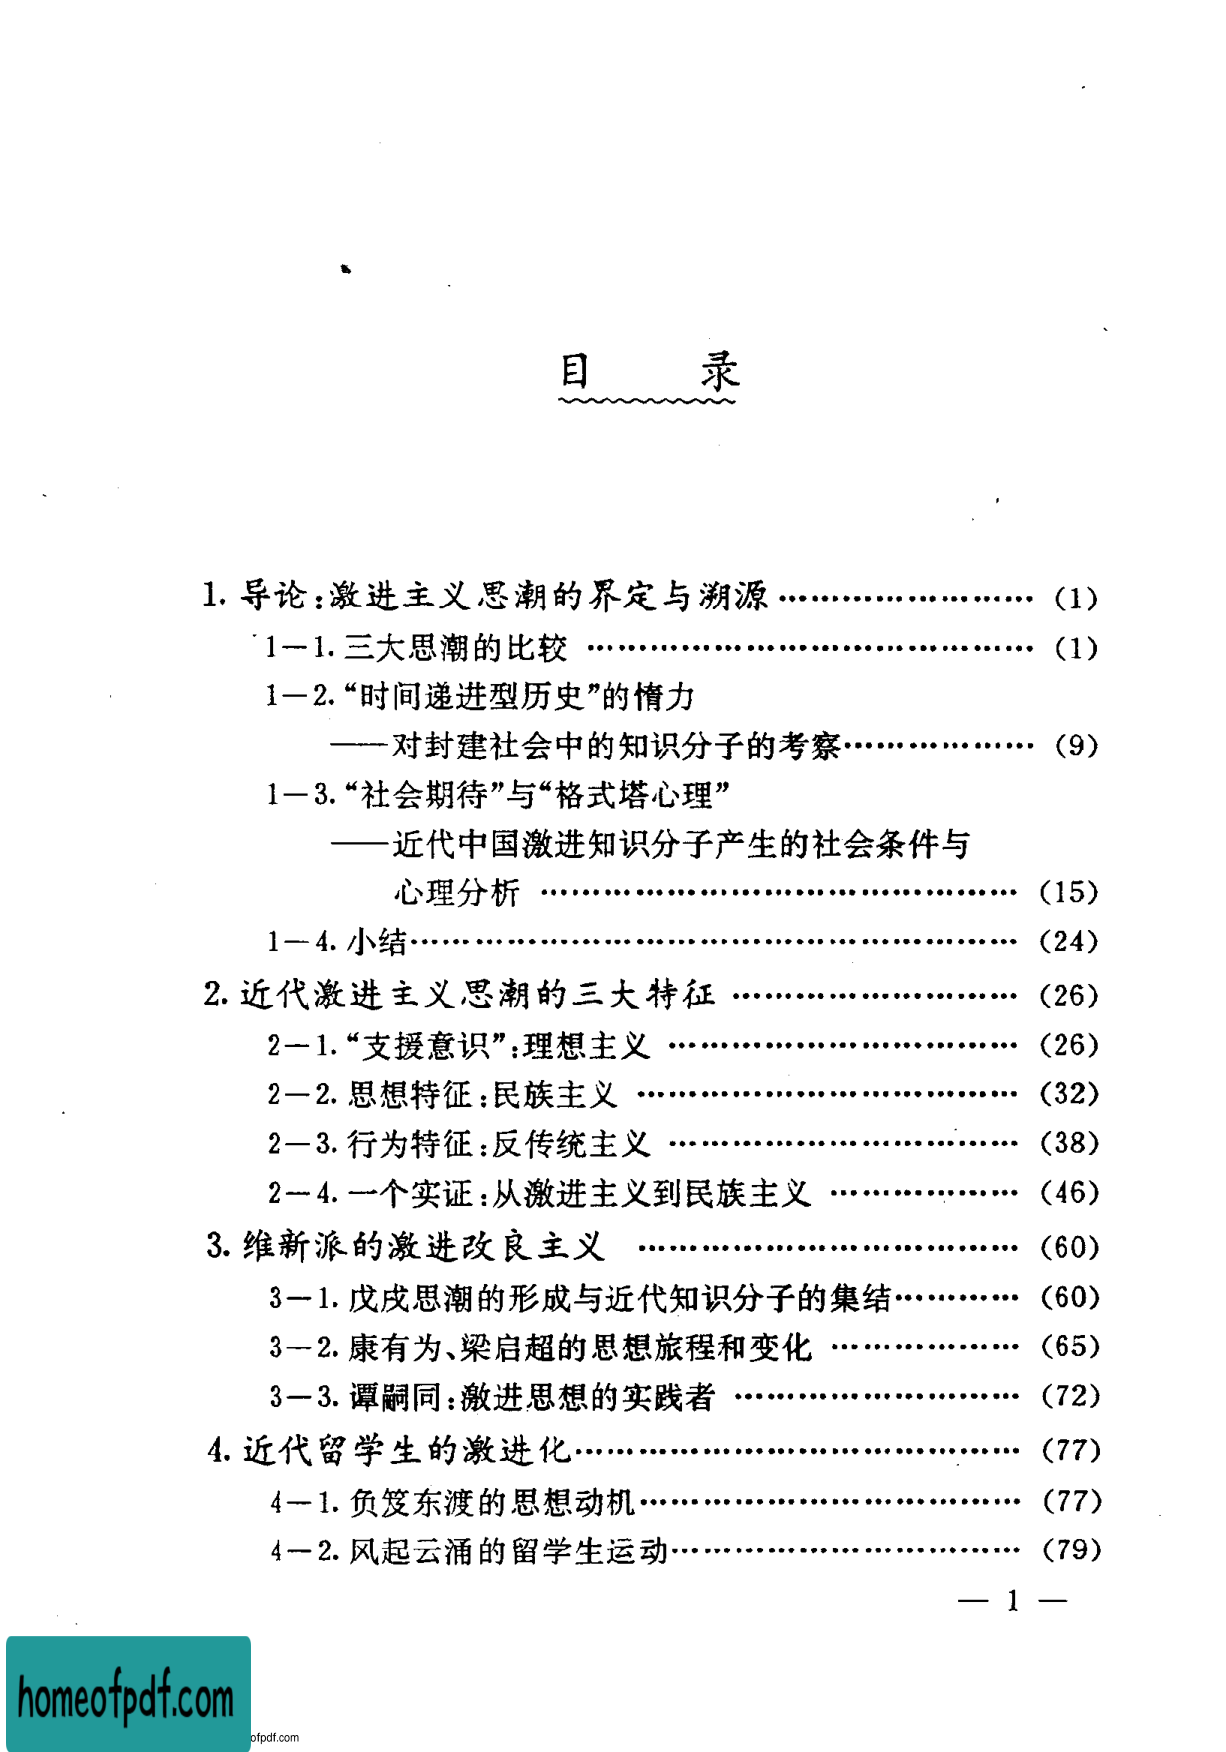 目 录
1. 导论：激进主义思潮的界定与溯源 …………………… (1)
1—1. 三大思潮的比较 …………………………………… (1)
1—2. “时间递进型历史”的惰力
——对封建社会中的知识分子的考察……………… (9)
1—3. “社会期待”与“格式塔心理”
——近代中国激进知识分子产生的社会条件与
心理分析 ……………………………………… (15)
1—4. 小结………………………………………………… (24)
2. 近代激进主义思潮的三大特征 ……………………… (26)
2—1. “支援意识”：理想主义 …………………………… (26)
2—2. 思想特征：民族主义 ……………………………… (32)
2—3. 行为特征：反传统主义 …………………………… (38)
2—4. 一个实证：从激进主义到民族主义 ……………… (46)
3. 维新派的激进改良主义 ……………………………… (60)
3—1. 戊戌思潮的形成与近代知识分子的集结………… (60)
3—2. 康有为、梁启超的思想旅程和变化 ……………… (65)
3—3. 谭嗣同：激进思想的实践者 ……………………… (72)
4. 近代留学生的激进化…………………………………… (77)
4—1. 负笈东渡的思想动机……………………………… (77)
4—2. 风起云涌的留学生运动…………………………… (79)
— 1 —
homeofpdf.com
ofpdf.com